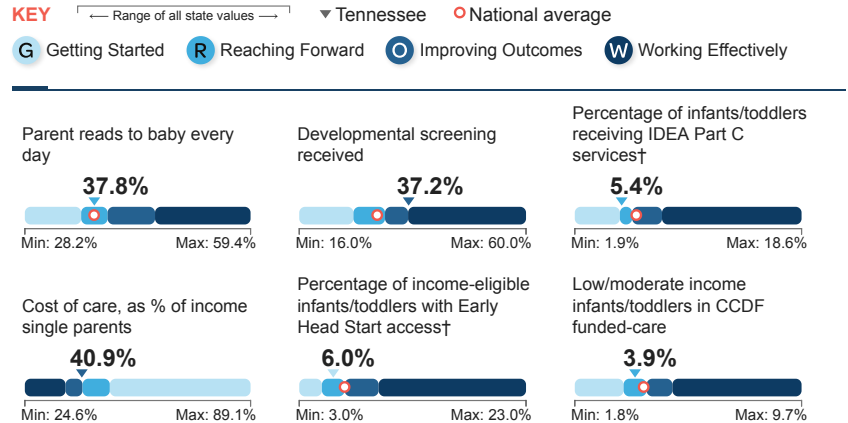 KEY
Range of all state values
Tennessee
National average
G Getting Started
R Reaching Forward
O Improving Outcomes
W Working Effectively
Parent reads to baby every
day
37.8%
Min: 28.2%
Max: 59.4%
Developmental screening
received
37.2%
Min: 16.0%
Max: 60.0%
Percentage of infants/toddlers
receiving IDEA Part C
services†
5.4%
Min: 1.9%
Max: 18.6%
Cost of care, as % of income
single parents
40.9%
Min: 24.6%
Max: 89.1%
Percentage of income-eligible
infants/toddlers with Early
Head Start access†
6.0%
Min: 3.0%
Max: 23.0%
Low/moderate income
infants/toddlers in CCDF
funded-care
3.9%
Min: 1.8%
Max: 9.7%